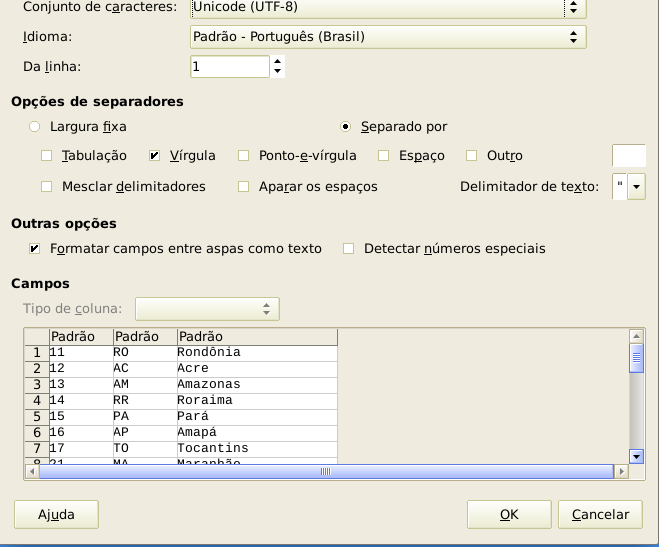 Conjunto de caracteres: Unicode (UTF-8)
Idioma: Padrão - Português (Brasil)
Da linha: 1
Opções de separadores
Largura fixa Separado por
Tabulação Vírgula Ponto-e-vírgula Espaço Outro
Mesclar delimitadores Aparar os espaços Delimitador de texto: "
Outras opções
Formatar campos entre aspas como texto Detectar números especiais
Campos
Tipo de coluna:
Padrão Padrão Padrão
1 11 RO Rondônia
2 12 AC Acre
3 13 AM Amazonas
4 14 RR Roraima
5 15 PA Pará
6 16 AP Amapá
7 17 TO Tocantins
8 21 MA Maranhão
Ajuda OK Cancelar